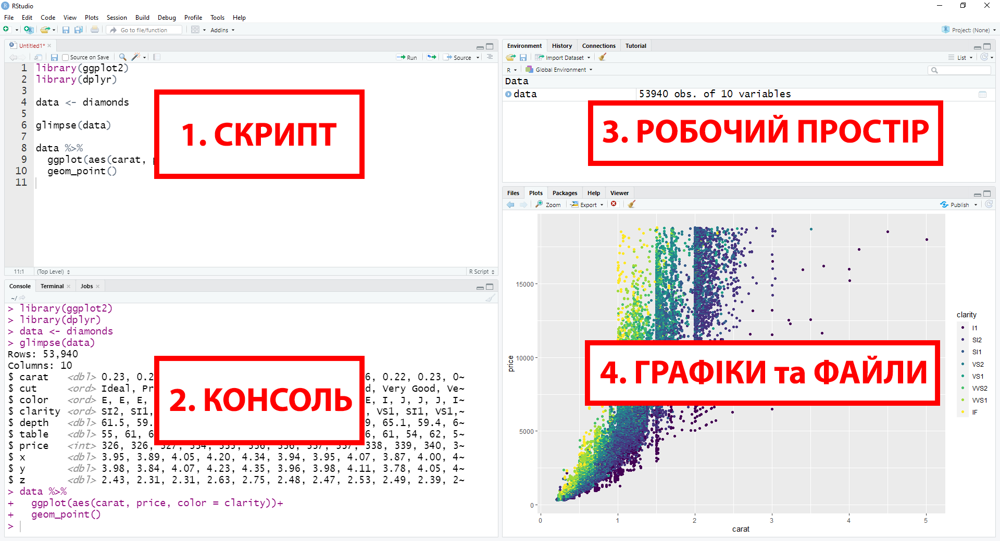 RStudio
File Edit Code View Plots Session Build Debug Profile Tools Help
Go to file/function Addins Project: (None)
Untitled1*
Source on Save Run Source
1 library(ggplot2)
2 library(dplyr)
3
4 data <- diamonds
5
6 glimpse(data)
7
8 data %>%
9 ggplot(aes(carat,
10 geom_point()
11
1. СКРИПТ
11:1 (Top Level) R Script
Console Terminal Jobs
~/
> library(ggplot2)
> library(dplyr)
> data <- diamonds
> glimpse(data)
Rows: 53,940
Columns: 10
$ carat <dbl> 0.23, 0.2 6, 0.22, 0.23, 0~
$ cut <ord> Ideal, Pr d, Very Good, Ve~
$ color <ord> E, E, E, E, I, J, J, J, I~
$ clarity <ord> SI2, SI1, , VS1, SI1, VS1,~
$ depth <dbl> 61.5, 59. 9, 65.1, 59.4, 6~
$ table <dbl> 55, 61, 6 6, 61, 54, 62, 5~
$ price <int> 326, 326, 327, 334, 335, 336, 336, 337, 337, 338, 339, 340, 3~
$ x <dbl> 3.95, 3.89, 4.05, 4.20, 4.34, 3.94, 3.95, 4.07, 3.87, 4.00, 4~
$ y <dbl> 3.98, 3.84, 4.07, 4.23, 4.35, 3.96, 3.98, 4.11, 3.78, 4.05, 4~
$ z <dbl> 2.43, 2.31, 2.31, 2.63, 2.75, 2.48, 2.47, 2.53, 2.49, 2.39, 2~
> data %>%
+ ggplot(aes(carat, price, color = clarity))+
+ geom_point()
>
2. КОНСОЛЬ
Environment History Connections Tutorial
Import Dataset List
R Global Environment
Data
data 53940 obs. of 10 variables
3. РОБОЧИЙ ПРОСТІР
Files Plots Packages Help Viewer
Zoom Export Publish
15000
10000
5000
0
price
0 1 2 3 4 5
carat
clarity
I1
SI2
SI1
VS2
VS1
VVS2
VVS1
IF
4. ГРАФІКИ та ФАЙЛИ